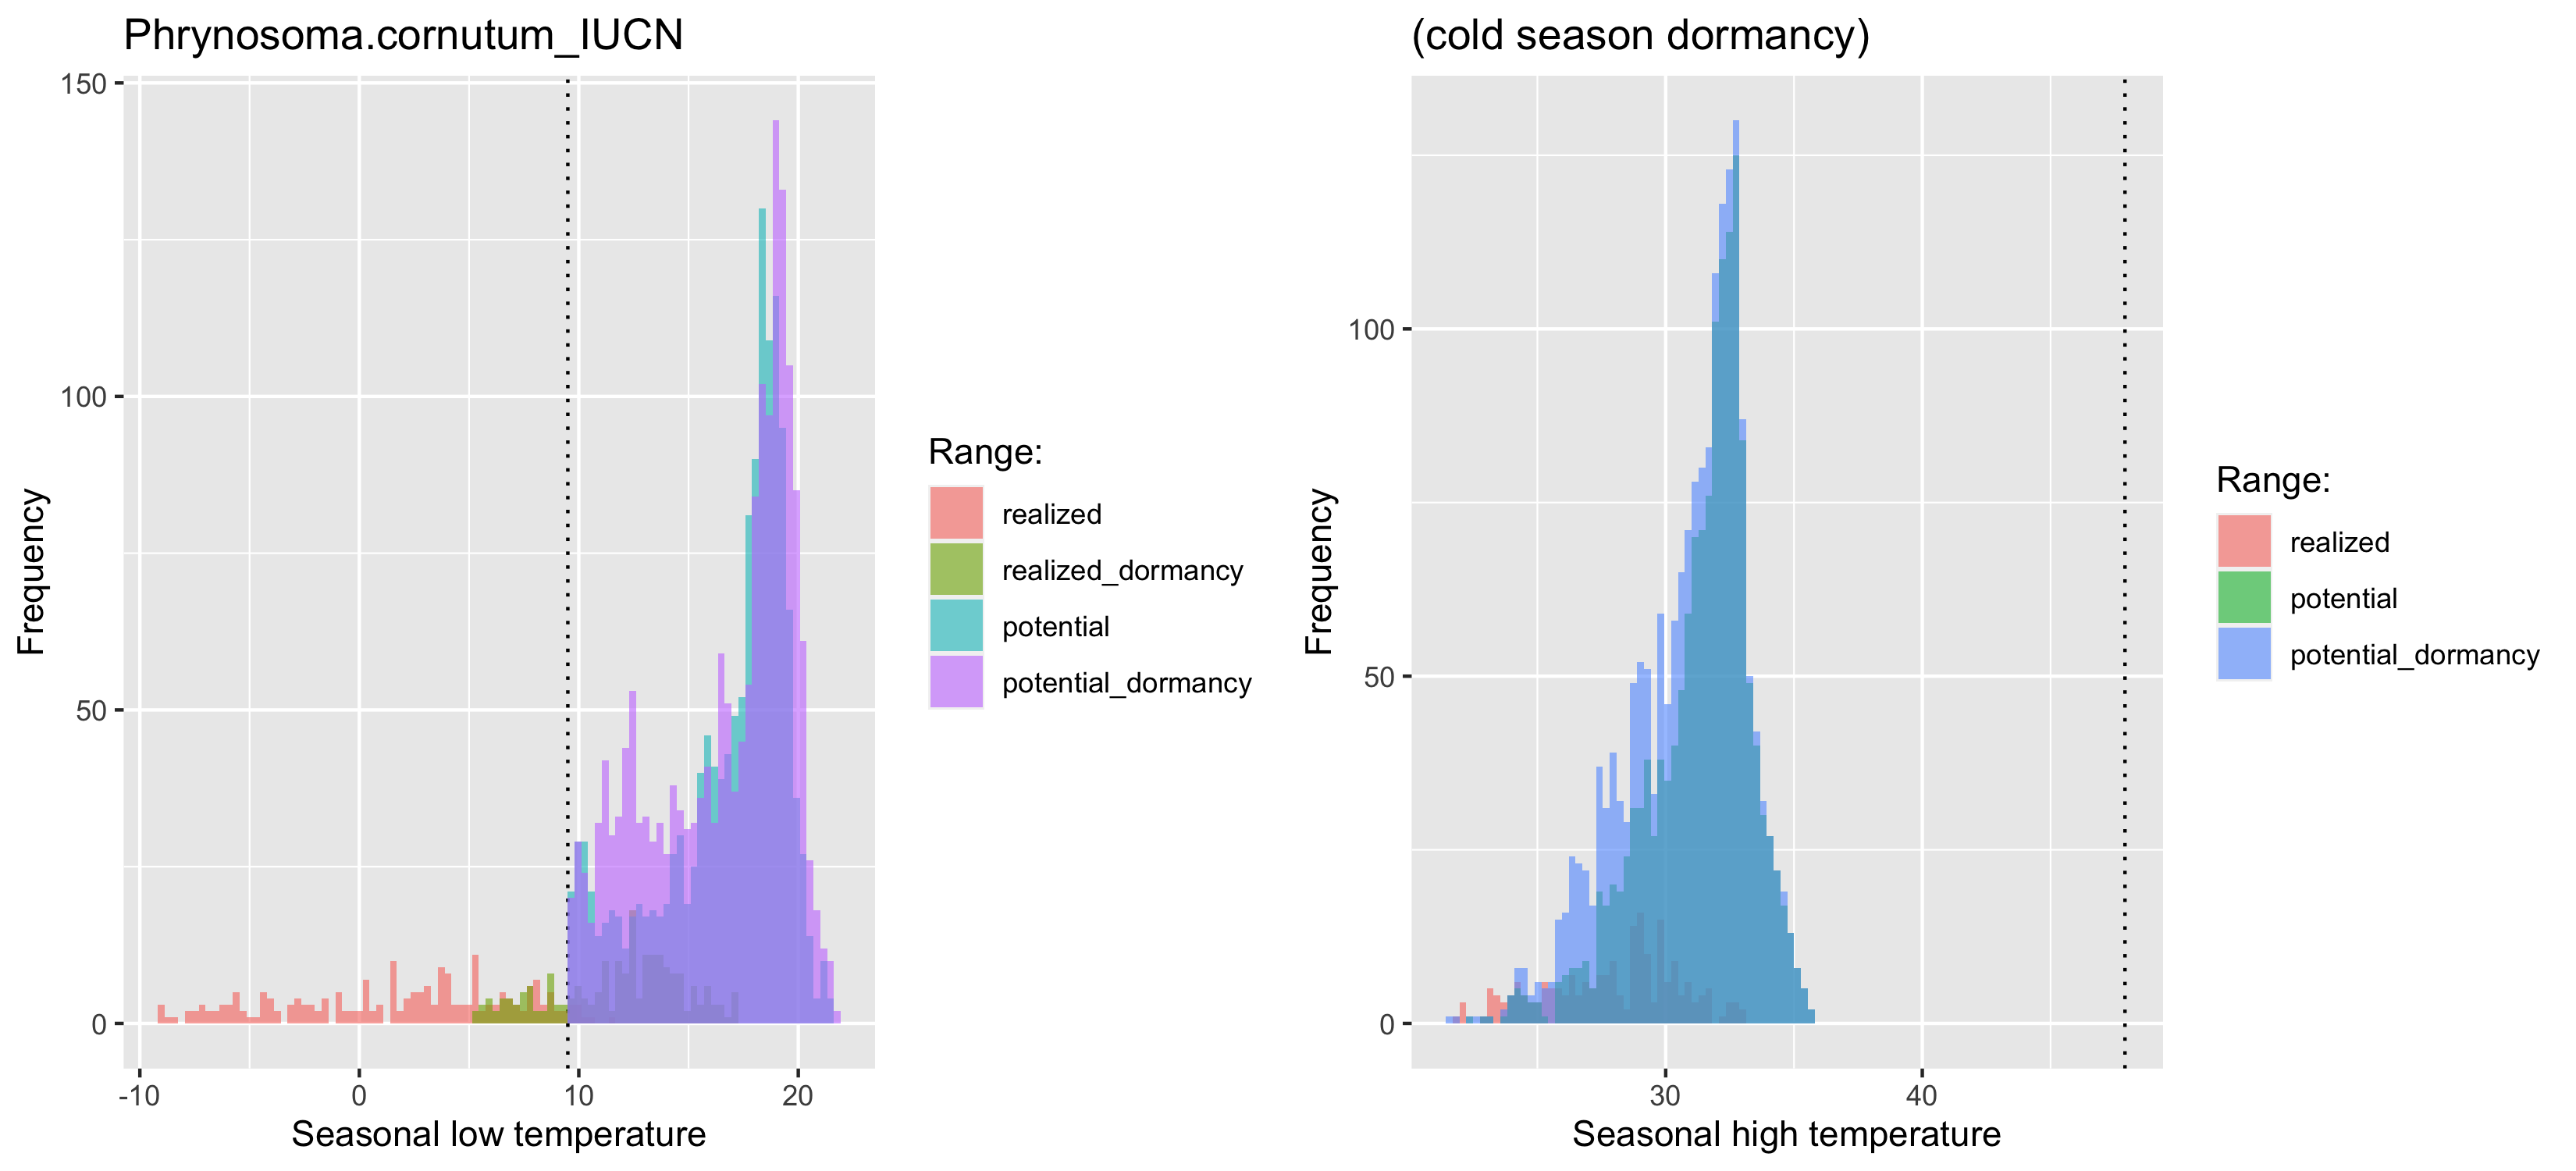 Phrynosoma.cornutum_IUCN
150
100
50
0
Frequency
-10
0
10
20
Seasonal low temperature
Range:
realized
realized_dormancy
potential
potential_dormancy
(cold season dormancy)
100
50
0
Frequency
30
40
Seasonal high temperature
Range:
realized
potential
potential_dormancy